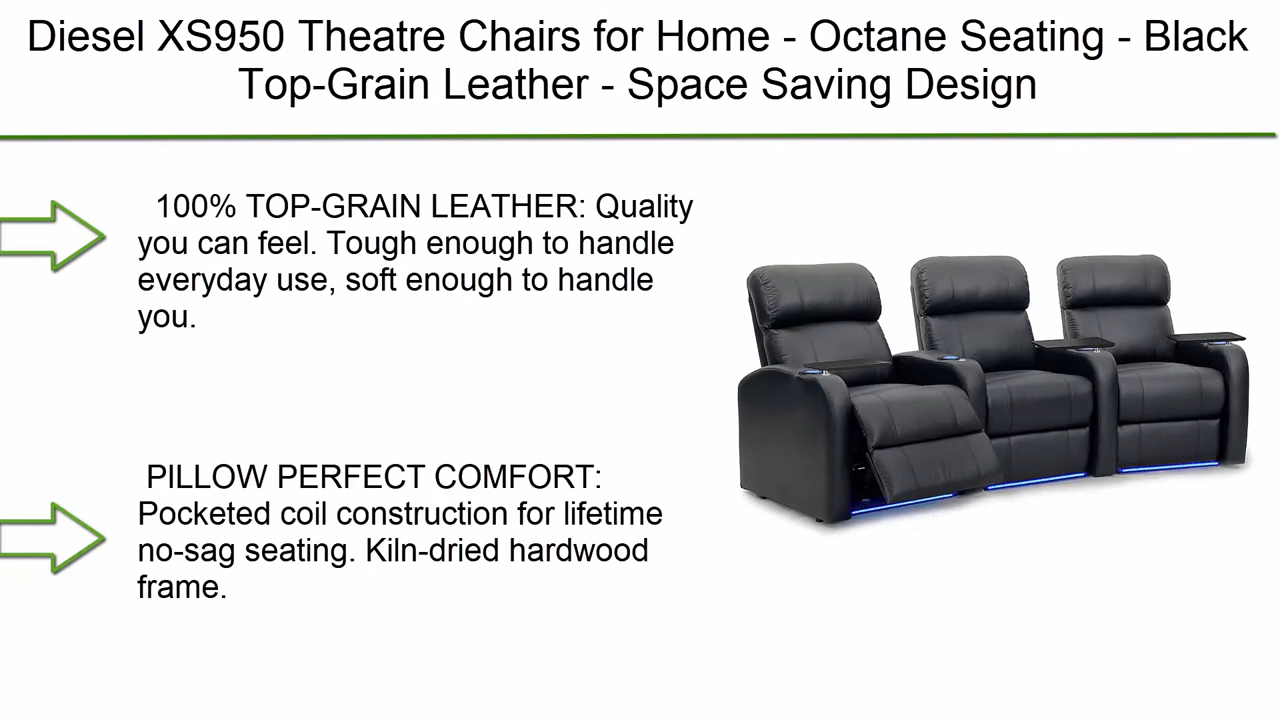 Diesel XS950 Theatre Chairs for Home - Octane Seating - Black
Top-Grain Leather - Space Saving Design
100% TOP-GRAIN LEATHER: Quality
you can feel. Tough enough to handle
everyday use, soft enough to handle
you.
PILLOW PERFECT COMFORT:
Pocketed coil construction for lifetime
no-sag seating. Kiln-dried hardwood
frame.